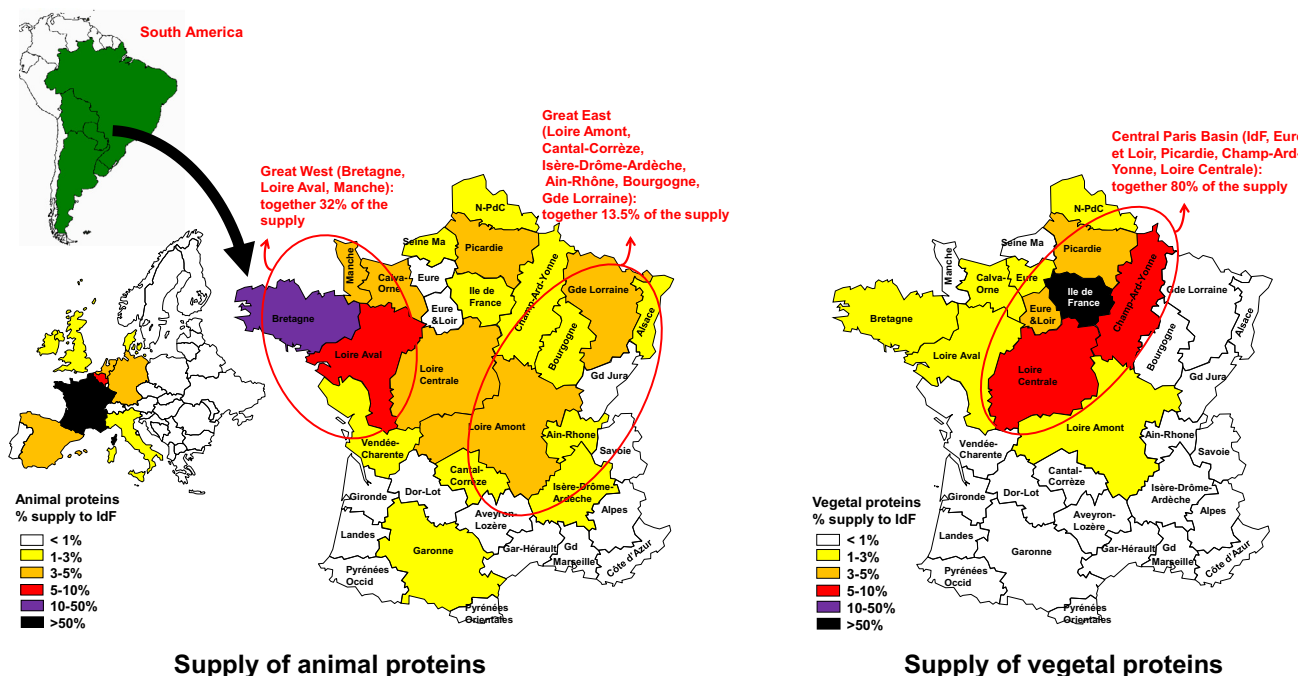 South America
Great West (Bretagne,
Loire Aval, Manche):
together 32% of the
supply
Great East
(Loire Amont,
Cantal-Corrèze,
Isère-Drôme-Ardèche,
Ain-Rhône, Bourgogne,
Gde Lorraine):
together 13.5% of the supply
N-PdC
Seine Ma
Picardie
Manche
Calva-
Orne
Eure
Ile de
France
Champ-Ard-Yonne
Gde Lorraine
Alsace
Bretagne
Eure
&Loir
Bourgogne
Loire Aval
Loire
Centrale
Gd Jura
Loire Amont
Ain-Rhone
Savoie
Vendée-
Charente
Cantal-
Corrèze
Isère-Drôme-
Ardèche
Gironde
Dor-Lot
Aveyron-
Lozère
Alpes
Landes
Garonne
Gar-Hérault
Gd
Marseille
Côte d'Azur
Pyrénées
Occid
Pyrénées
Orientales
Animal proteins
% supply to IdF
< 1%
1-3%
3-5%
5-10%
10-50%
>50%
Supply of animal proteins
Central Paris Basin (IdF, Eure
et Loir, Picardie, Champ-Ard-
Yonne, Loire Centrale):
together 80% of the supply
N-PdC
Seine Ma
Picardie
Manche
Calva-
Orne
Eure
Ile de
France
Champ-Ard-Yonne
Gde Lorraine
Alsace
Bretagne
Eure
&Loir
Bourgogne
Loire Aval
Loire
Centrale
Gd Jura
Loire Amont
Ain-Rhone
Savoie
Vendée-
Charente
Cantal-
Corrèze
Isère-Drôme-
Ardèche
Gironde
Dor-Lot
Aveyron-
Lozère
Alpes
Landes
Garonne
Gar-Hérault
Gd
Marseille
Côte d'Azur
Pyrénées
Occid
Pyrénées
Orientales
Vegetal proteins
% supply to IdF
< 1%
1-3%
3-5%
5-10%
10-50%
>50%
Supply of vegetal proteins